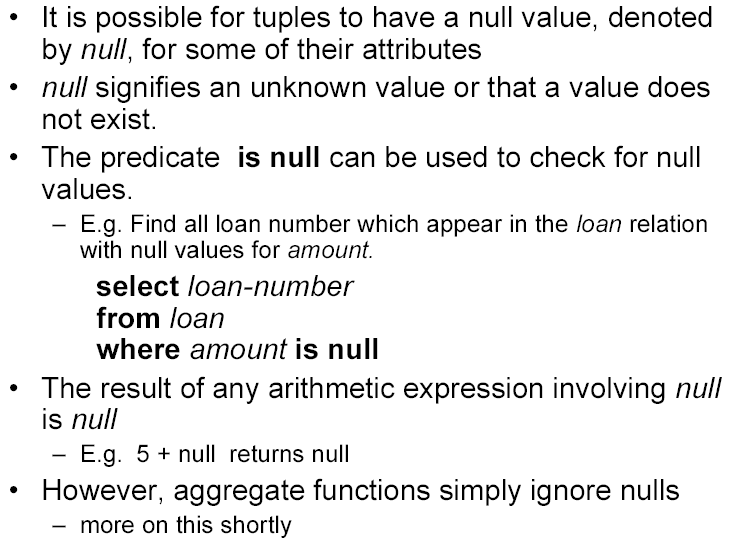 • It is possible for tuples to have a null value, denoted
by null, for some of their attributes
• null signifies an unknown value or that a value does
not exist.
• The predicate is null can be used to check for null
values.
– E.g. Find all loan number which appear in the loan relation
with null values for amount.
select loan-number
from loan
where amount is null
• The result of any arithmetic expression involving null
is null
– E.g. 5 + null returns null
• However, aggregate functions simply ignore nulls
– more on this shortly